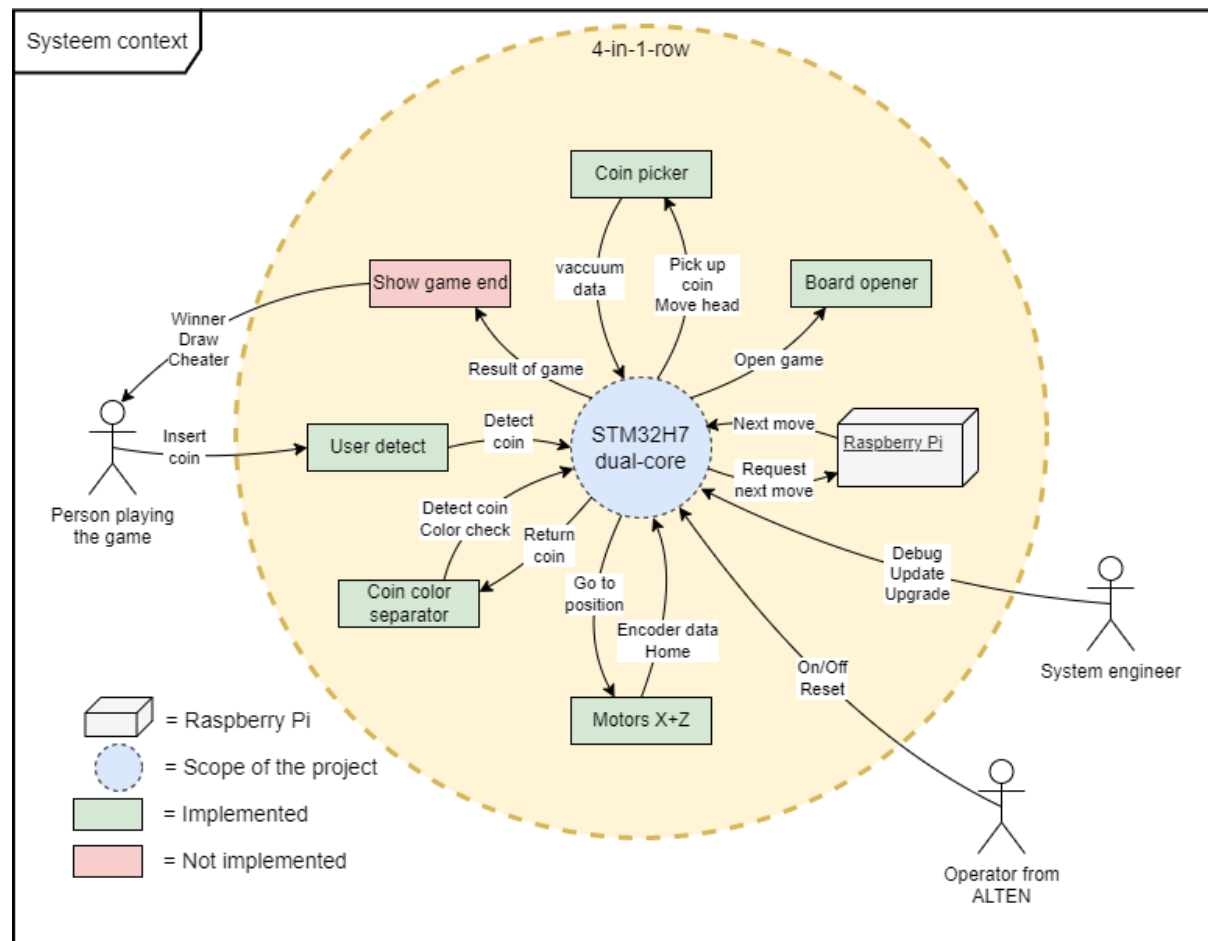 Systeem context
4-in-1-row
Coin picker
vaccuum
data
Pick up
coin
Move head
Show game end
Board opener
Winner
Draw
Cheater
Result of game
Open game
Person playing
the game
Insert
coin
User detect
Detect
coin
STM32H7
dual-core
Next move
Raspberry Pi
Request
next move
Detect coin
Color check
Return
coin
Coin color
separator
Go to
position
Encoder data
Home
Motors X+Z
Debug
Update
Upgrade
System engineer
On/Off
Reset
Operator from
ALTEN
= Raspberry Pi
= Scope of the project
= Implemented
= Not implemented